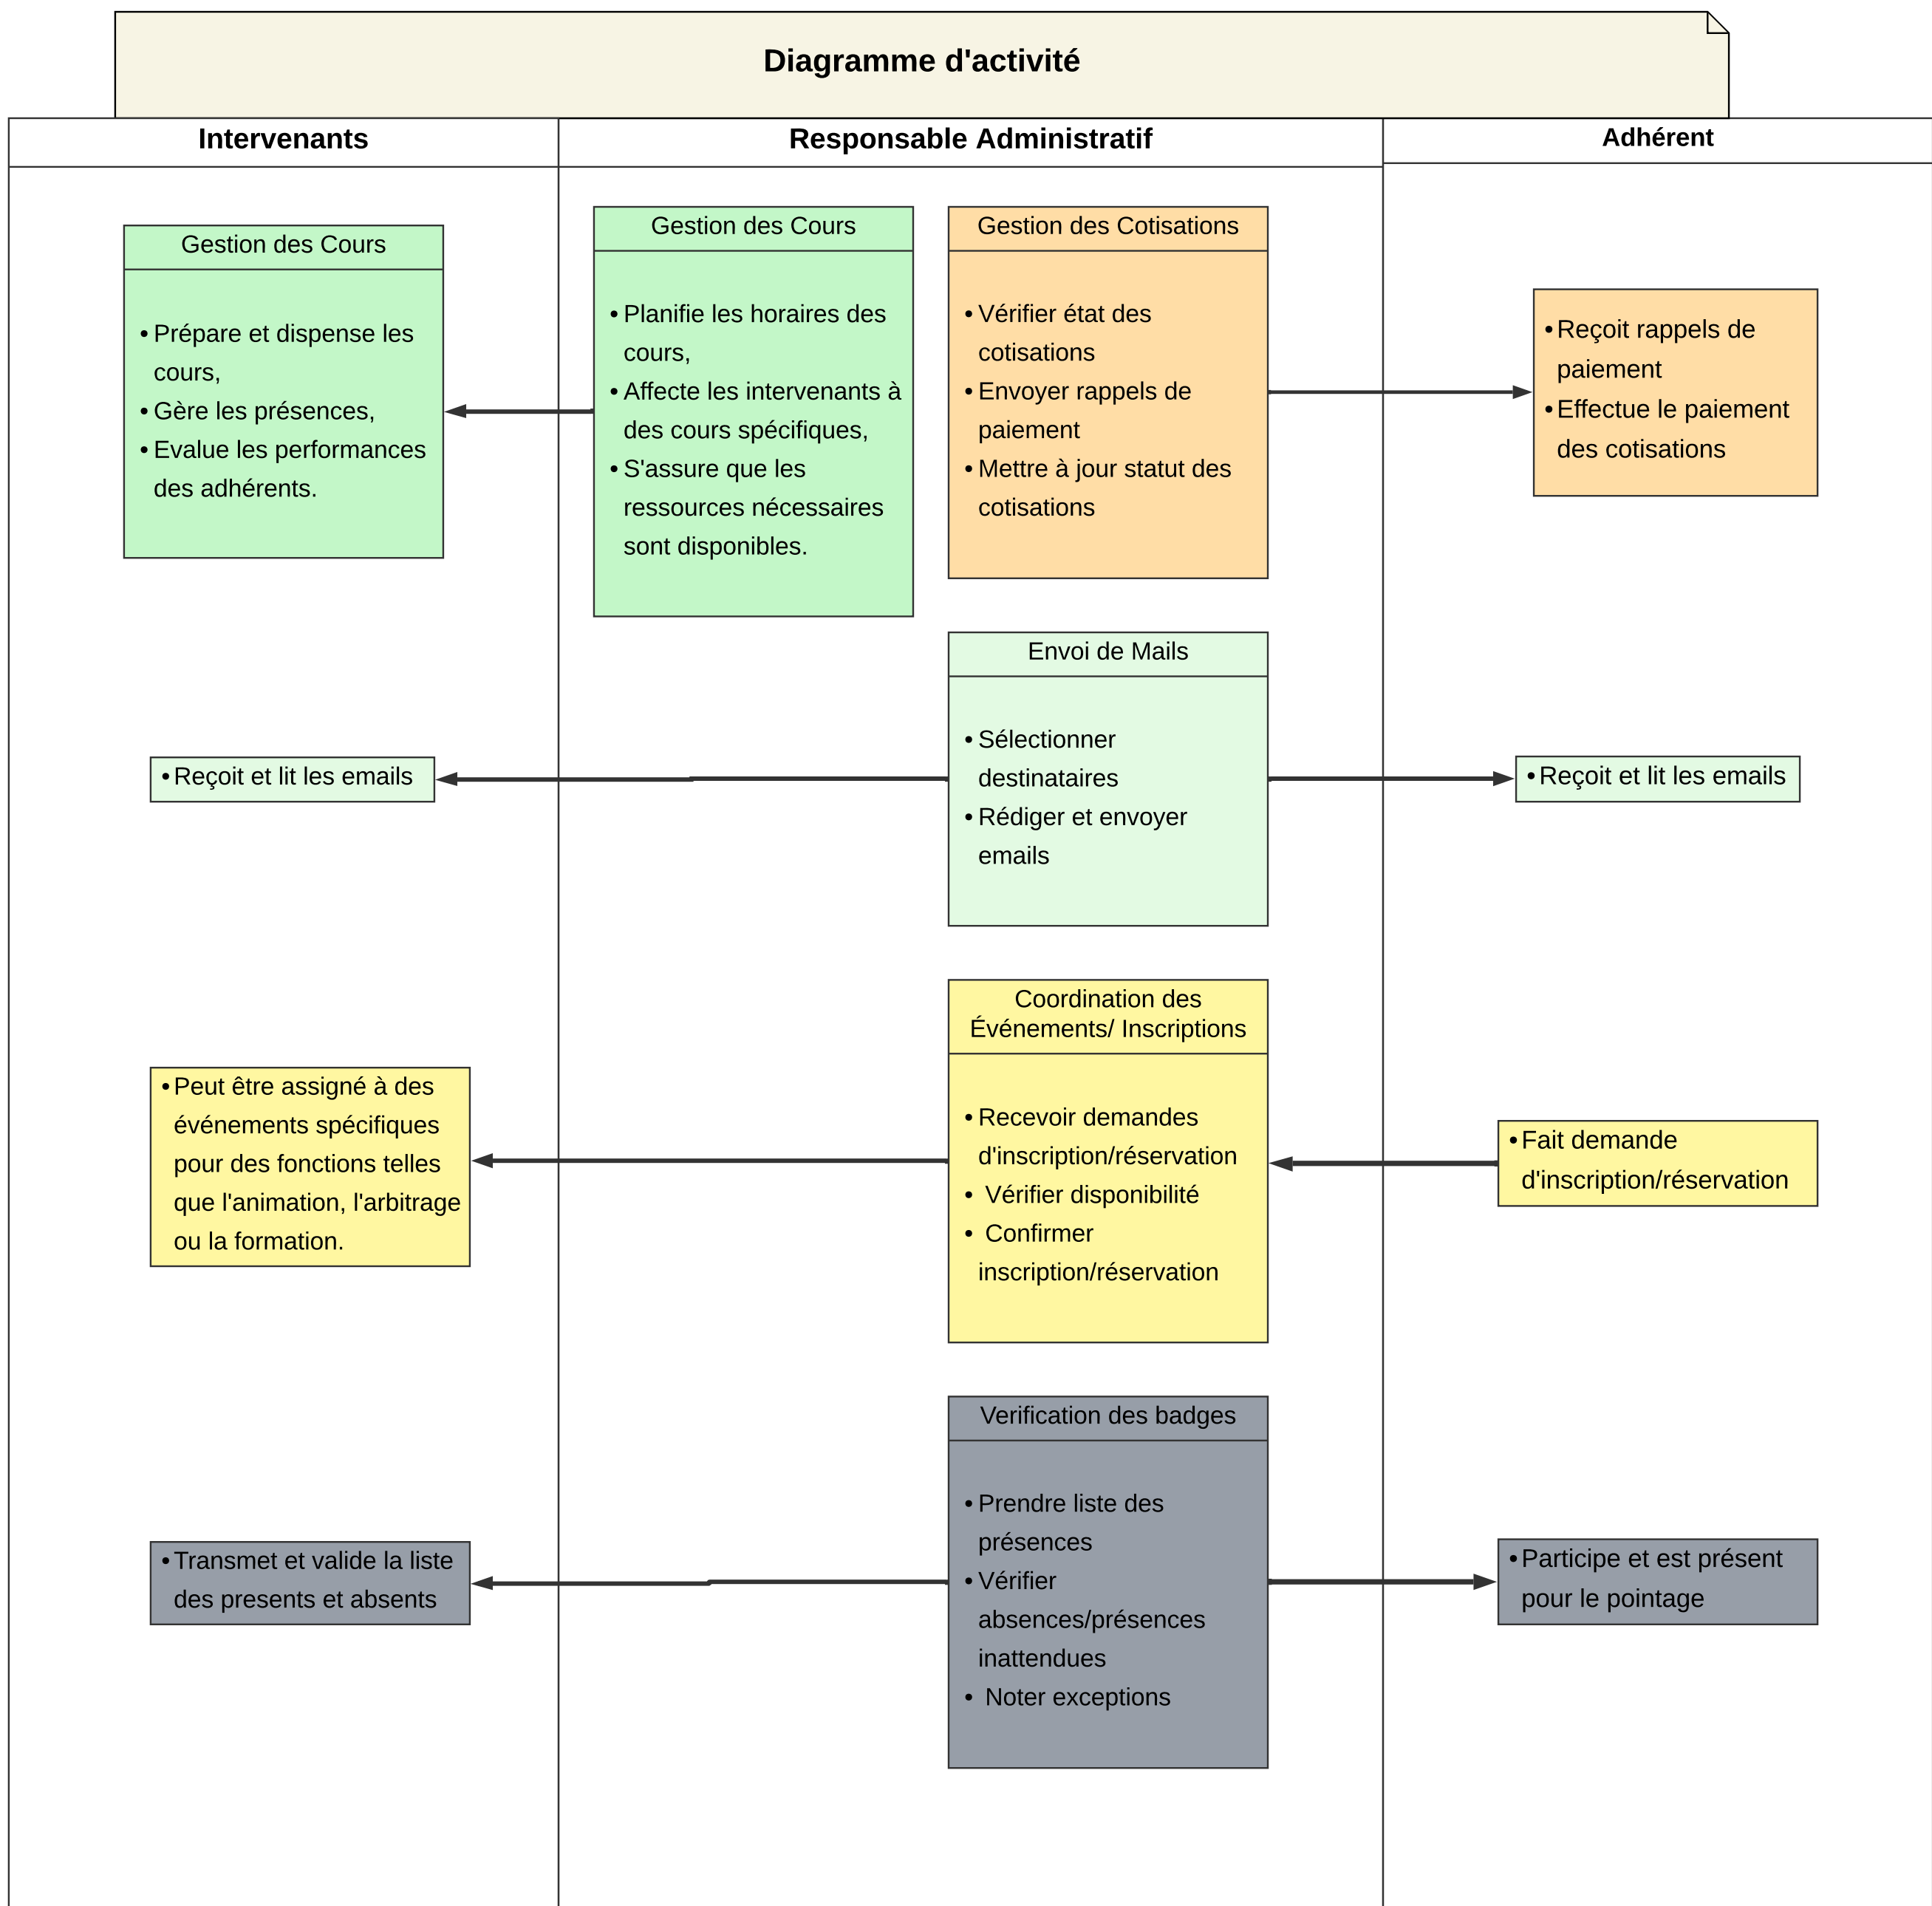 Diagramme d'activité
Intervenants
Responsable Administratif
Adhérent
Gestion des Cours
• Prépare et dispense les
cours,
• Gère les présences,
• Evalue les performances
des adhérents.
Gestion des Cours
• Planifie les horaires des
cours,
• Affecte les intervenants à
des cours spécifiques,
• S'assure que les
ressources nécessaires
sont disponibles.
Gestion des Cotisations
• Vérifier état des
cotisations
• Envoyer rappels de
paiement
• Mettre à jour statut des
cotisations
• Reçoit rappels de
paiement
• Effectue le paiement
des cotisations
Envoi de Mails
• Sélectionner
destinataires
• Rédiger et envoyer
emails
• Reçoit et lit les emails
• Reçoit et lit les emails
Coordination des
Événements/ Inscriptions
• Recevoir demandes
d'inscription/réservation
• Vérifier disponibilité
• Confirmer
inscription/réservation
• Peut être assigné à des
événements spécifiques
pour des fonctions telles
que l'animation, l'arbitrage
ou la formation.
• Fait demande
d'inscription/réservation
Verification des badges
• Prendre liste des
présences
• Vérifier
absences/présences
inattendues
• Noter exceptions
• Transmet et valide la liste
des presents et absents
• Participe et est présent
pour le pointage